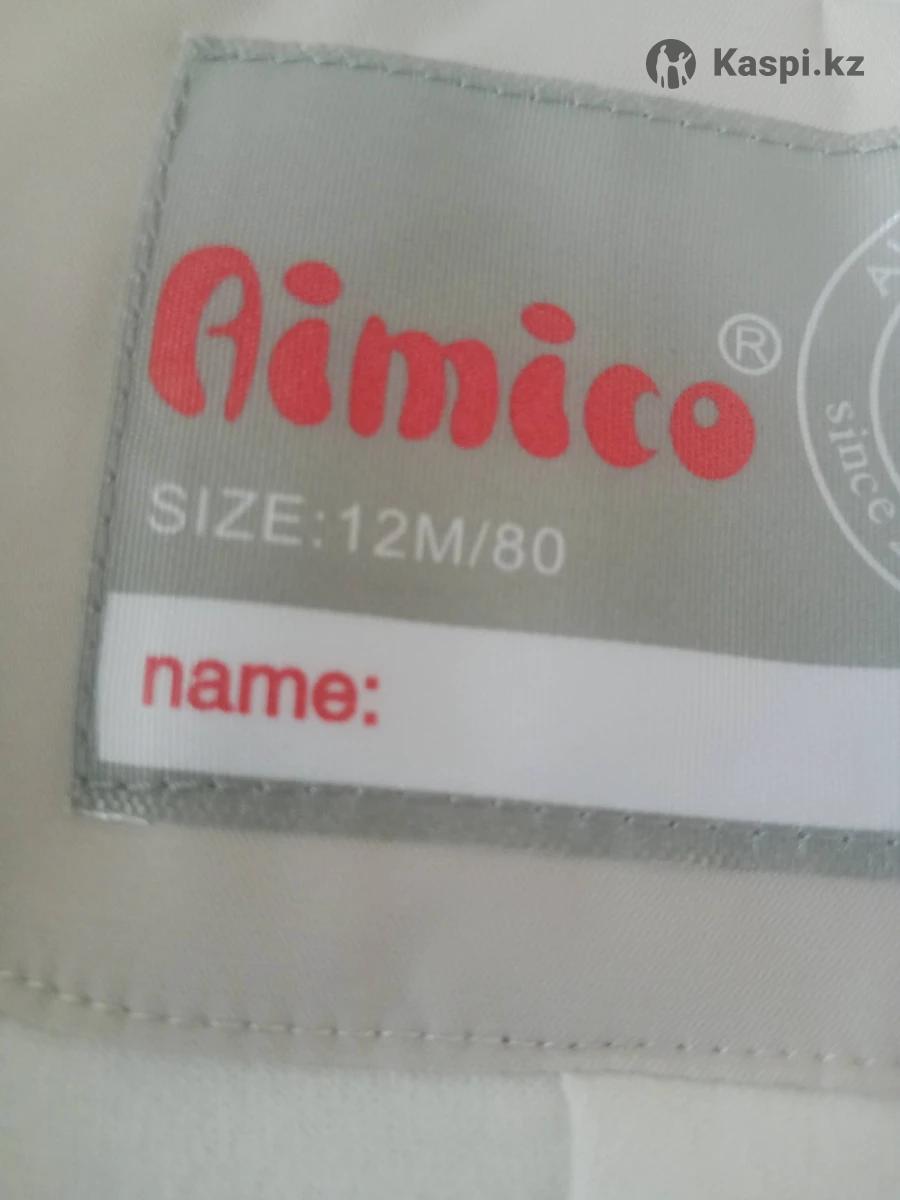 Kaspi.kz
Aimico®
SIZE:12M/80
since
name: